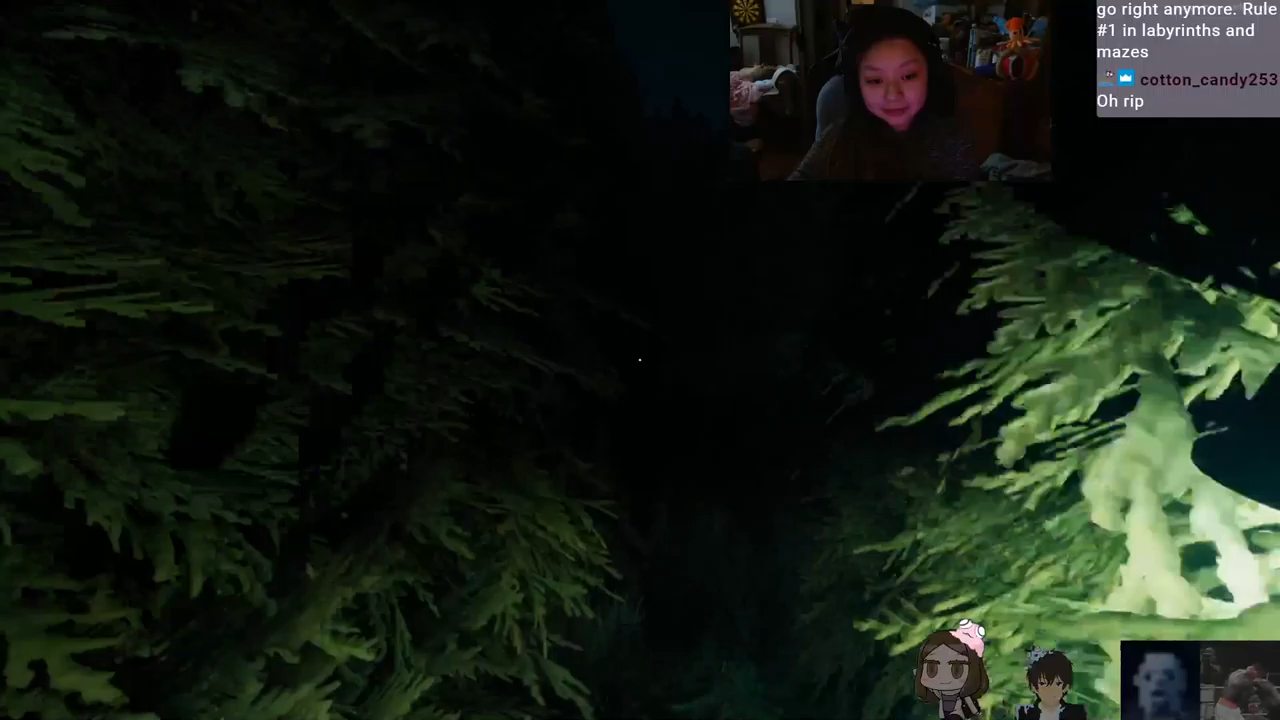 go right anymore. Rule
#1 in labyrinths and
mazes
cotton_candy253
Oh rip